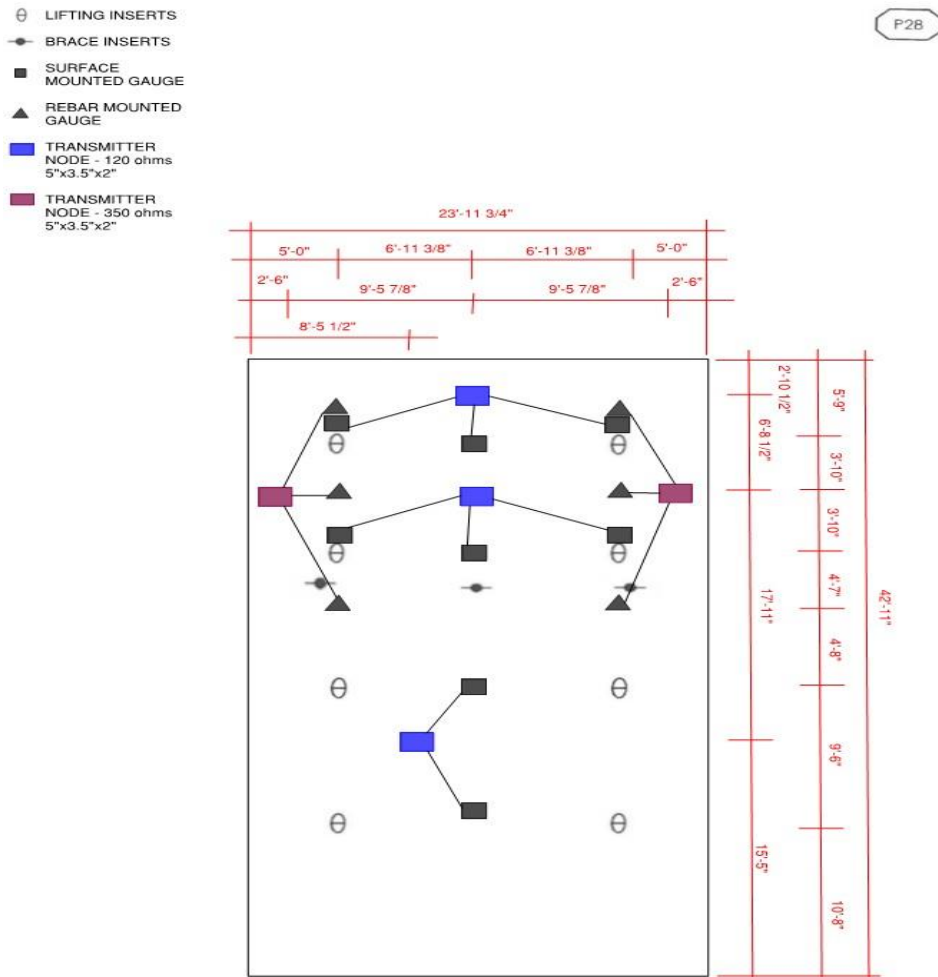 LIFTING INSERTS
BRACE INSERTS
SURFACE
MOUNTED GAUGE
REBAR MOUNTED
GAUGE
TRANSMITTER
NODE - 120 ohms
5"x3.5"x2"
TRANSMITTER
NODE - 350 ohms
5"x3.5"x2"
P28
23'-11 3/4"
5'-0"
6'-11 3/8"
6'-11 3/8"
5'-0"
2'-6"
9'-5 7/8"
9'-5 7/8"
2'-6"
8'-5 1/2"
2'-10 1/2"
6'-8 1/2"
17'-11"
15'-5"
5'-9"
3'-10"
3'-10"
4'-7"
4'-8"
9'-6"
10'-8"
42'-11"